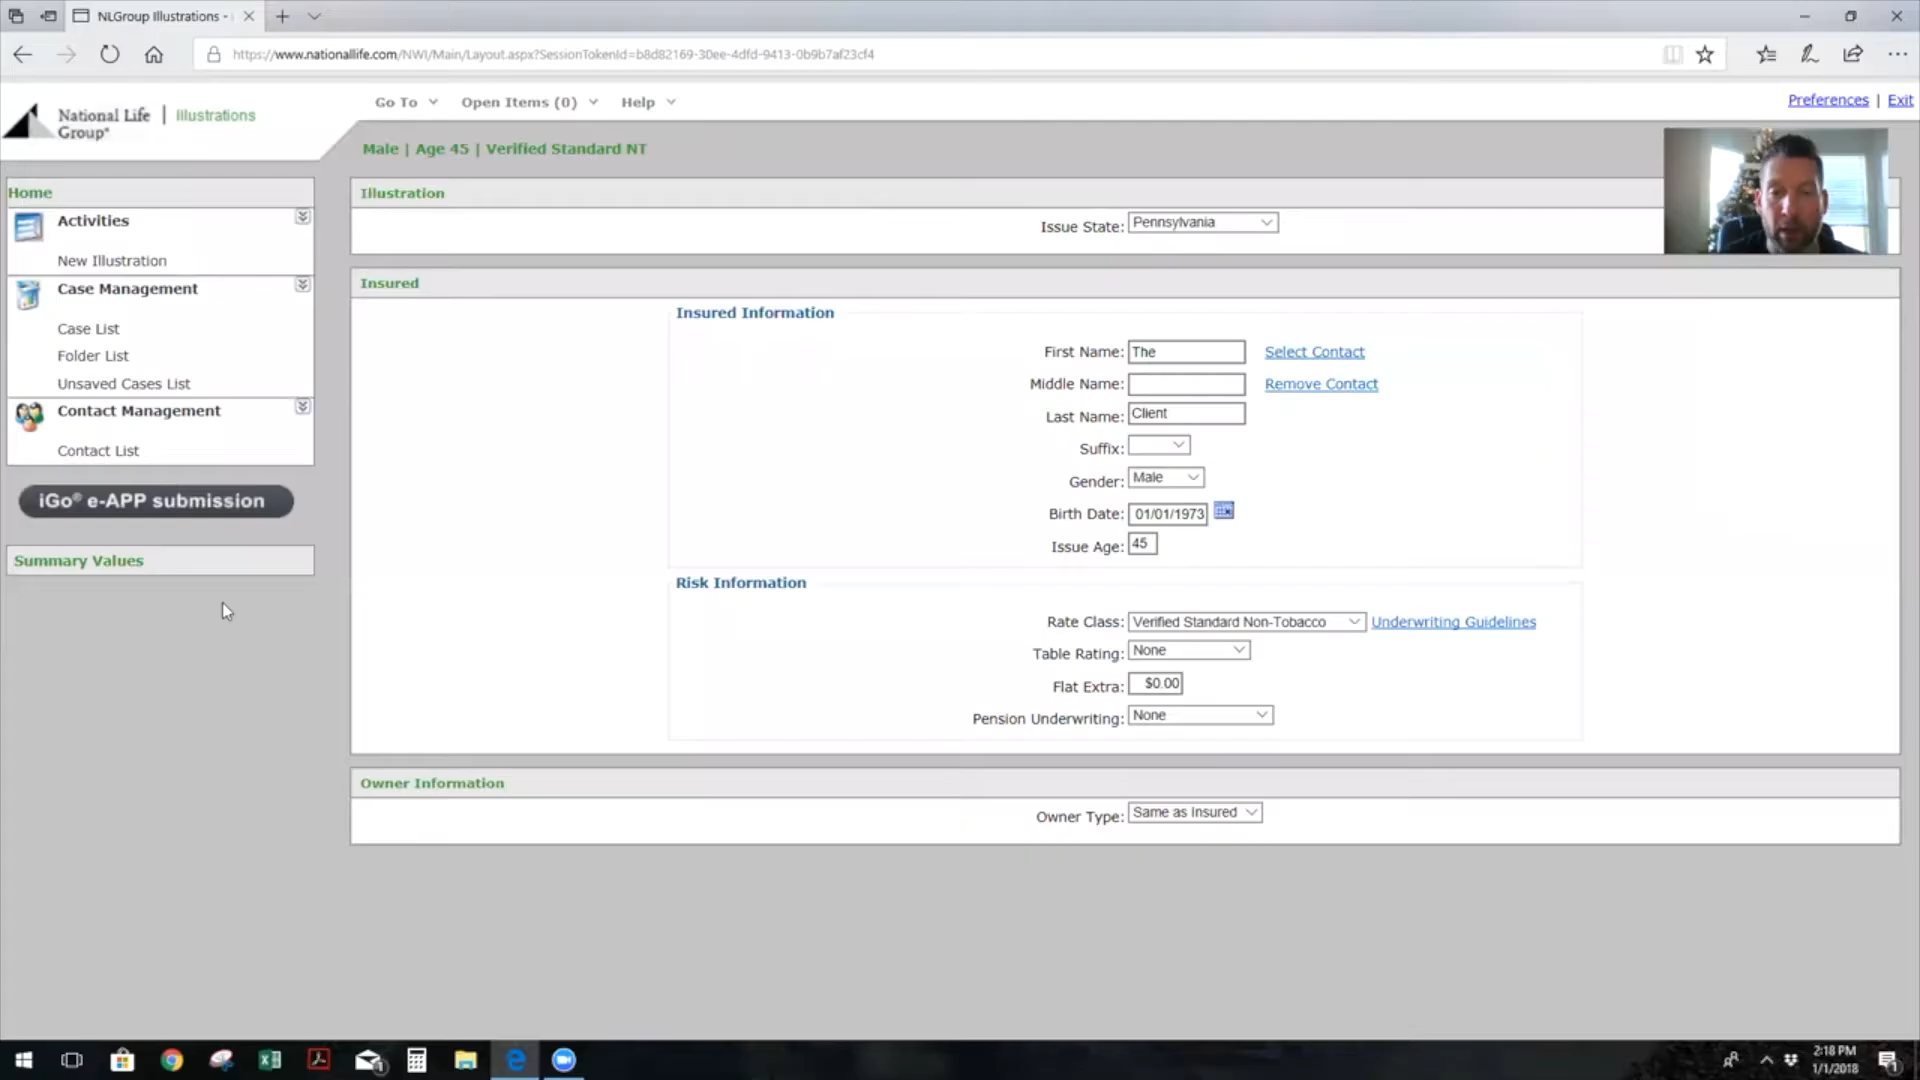 NLGroup Illustrations -
https://www.nationallife.com/NWI/Main/Layout.aspx?SessionTokenId=b8d82169-30ee-4dfd-9413-0b9b7af23cf4
National Life Group®
Illustrations
Go To
Open Items (0)
Help
Preferences | Exit
Male | Age 45 | Verified Standard NT
Home
Activities
New Illustration
Case Management
Case List
Folder List
Unsaved Cases List
Contact Management
Contact List
iGo® e-APP submission
Summary Values
Illustration
Issue State: Pennsylvania
Insured
Insured Information
First Name: The Select Contact
Middle Name: Remove Contact
Last Name: Client
Suffix:
Gender: Male
Birth Date: 01/01/1973
Issue Age: 45
Risk Information
Rate Class: Verified Standard Non-Tobacco Underwriting Guidelines
Table Rating: None
Flat Extra: $0.00
Pension Underwriting: None
Owner Information
Owner Type: Same as Insured
2:18 PM
1/1/2018